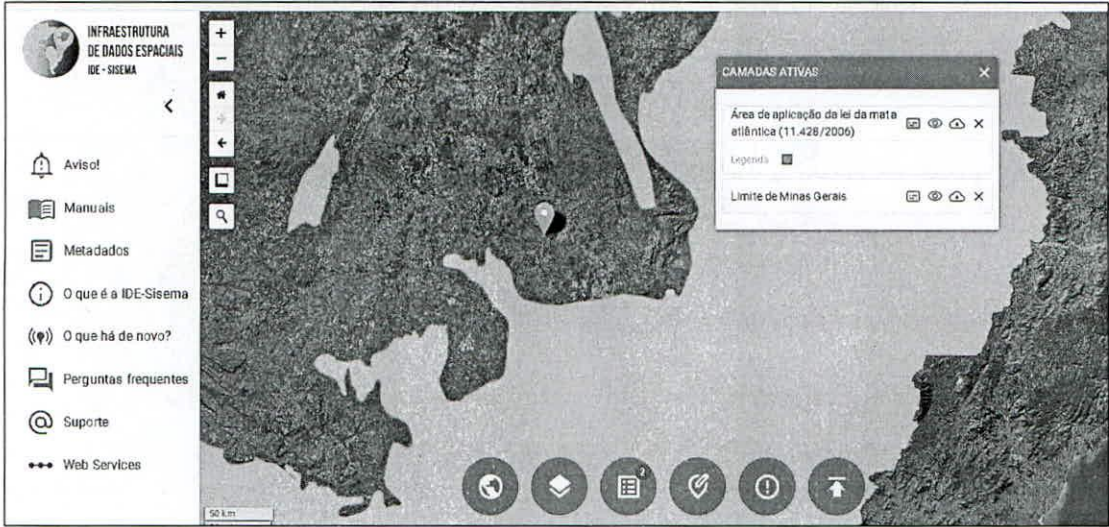 INFRAESTRUTURA
DE DADOS ESPACIAIS
IDE - SISEMA
Aviso!
Manuais
Metadados
O que é a IDE-Sisema
O que há de novo?
Perguntas frequentes
Suporte
Web Services
CAMADAS ATIVAS
Área de aplicação da lei da mata
atlântica (11.428/2006)
Legenda
Limite de Minas Gerais
2
50 km